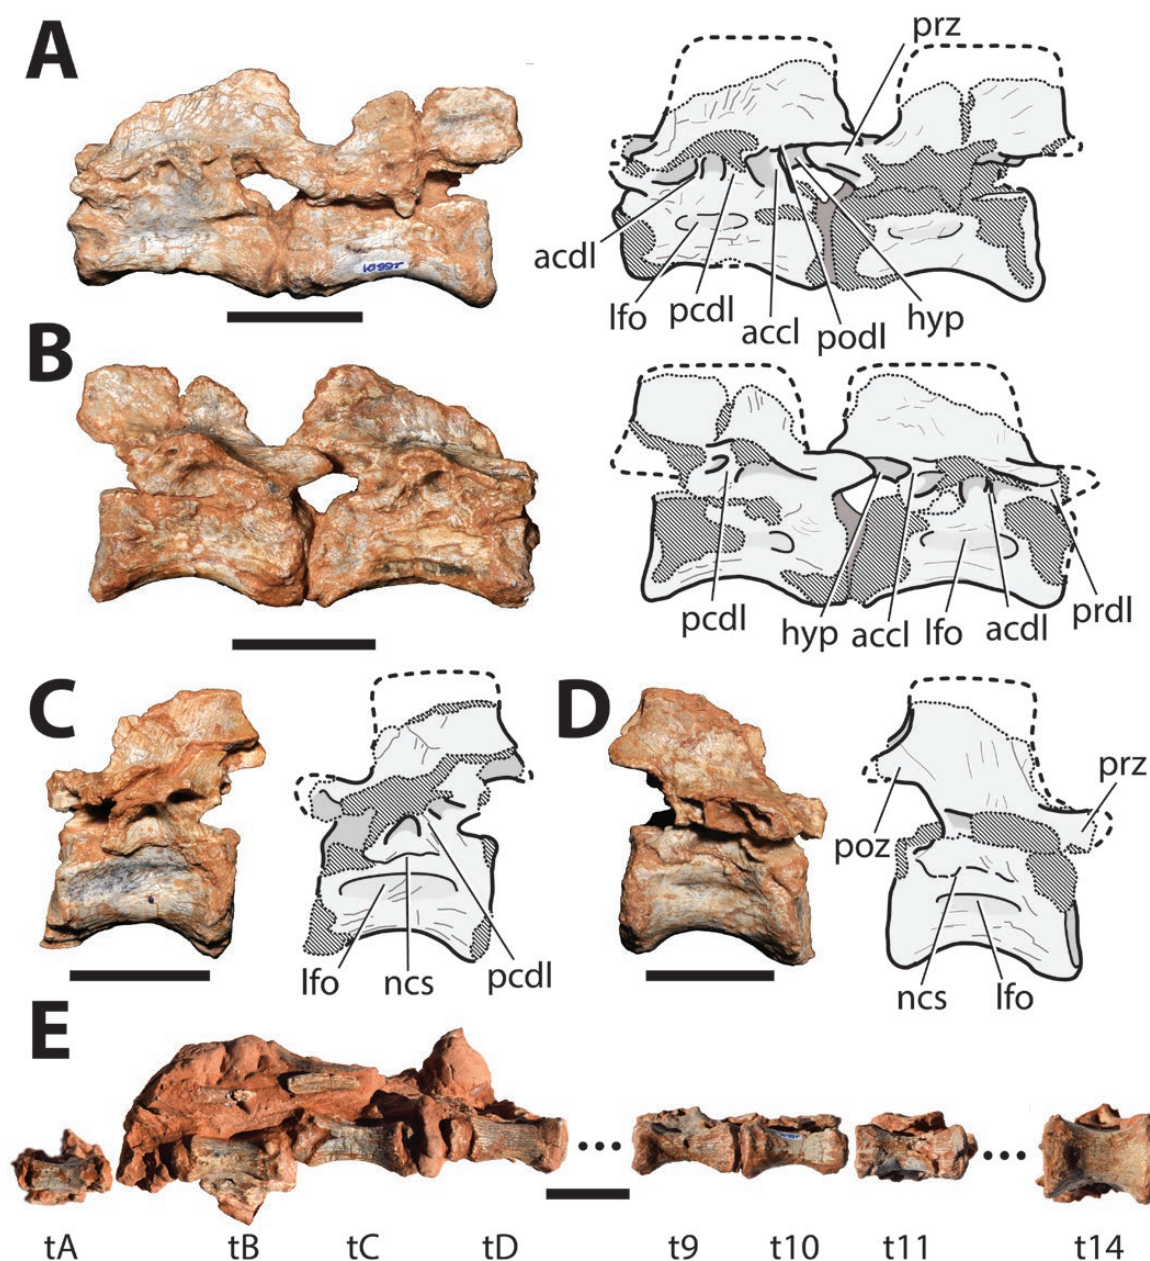 A
prz
acdl
lfo
pcdl
accl
podl
hyp
B
pcdl
hyp
accl
lfo
acdl
prdl
C
lfo
ncs
pcdl
D
prz
poz
ncs
lfo
E
tA
tB
tC
tD
t9
t10
t11
t14